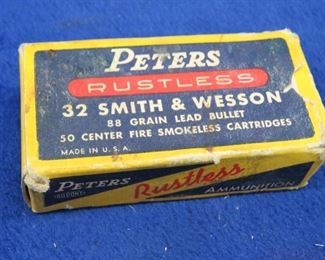 PETERS
RUSTLESS
32 SMITH & WESSON
88 GRAIN LEAD BULLET
50 CENTER FIRE SMOKELESS CARTRIDGES
MADE IN U.S.A.
PETERS
DUPONT
Rustless
AMMUNITION